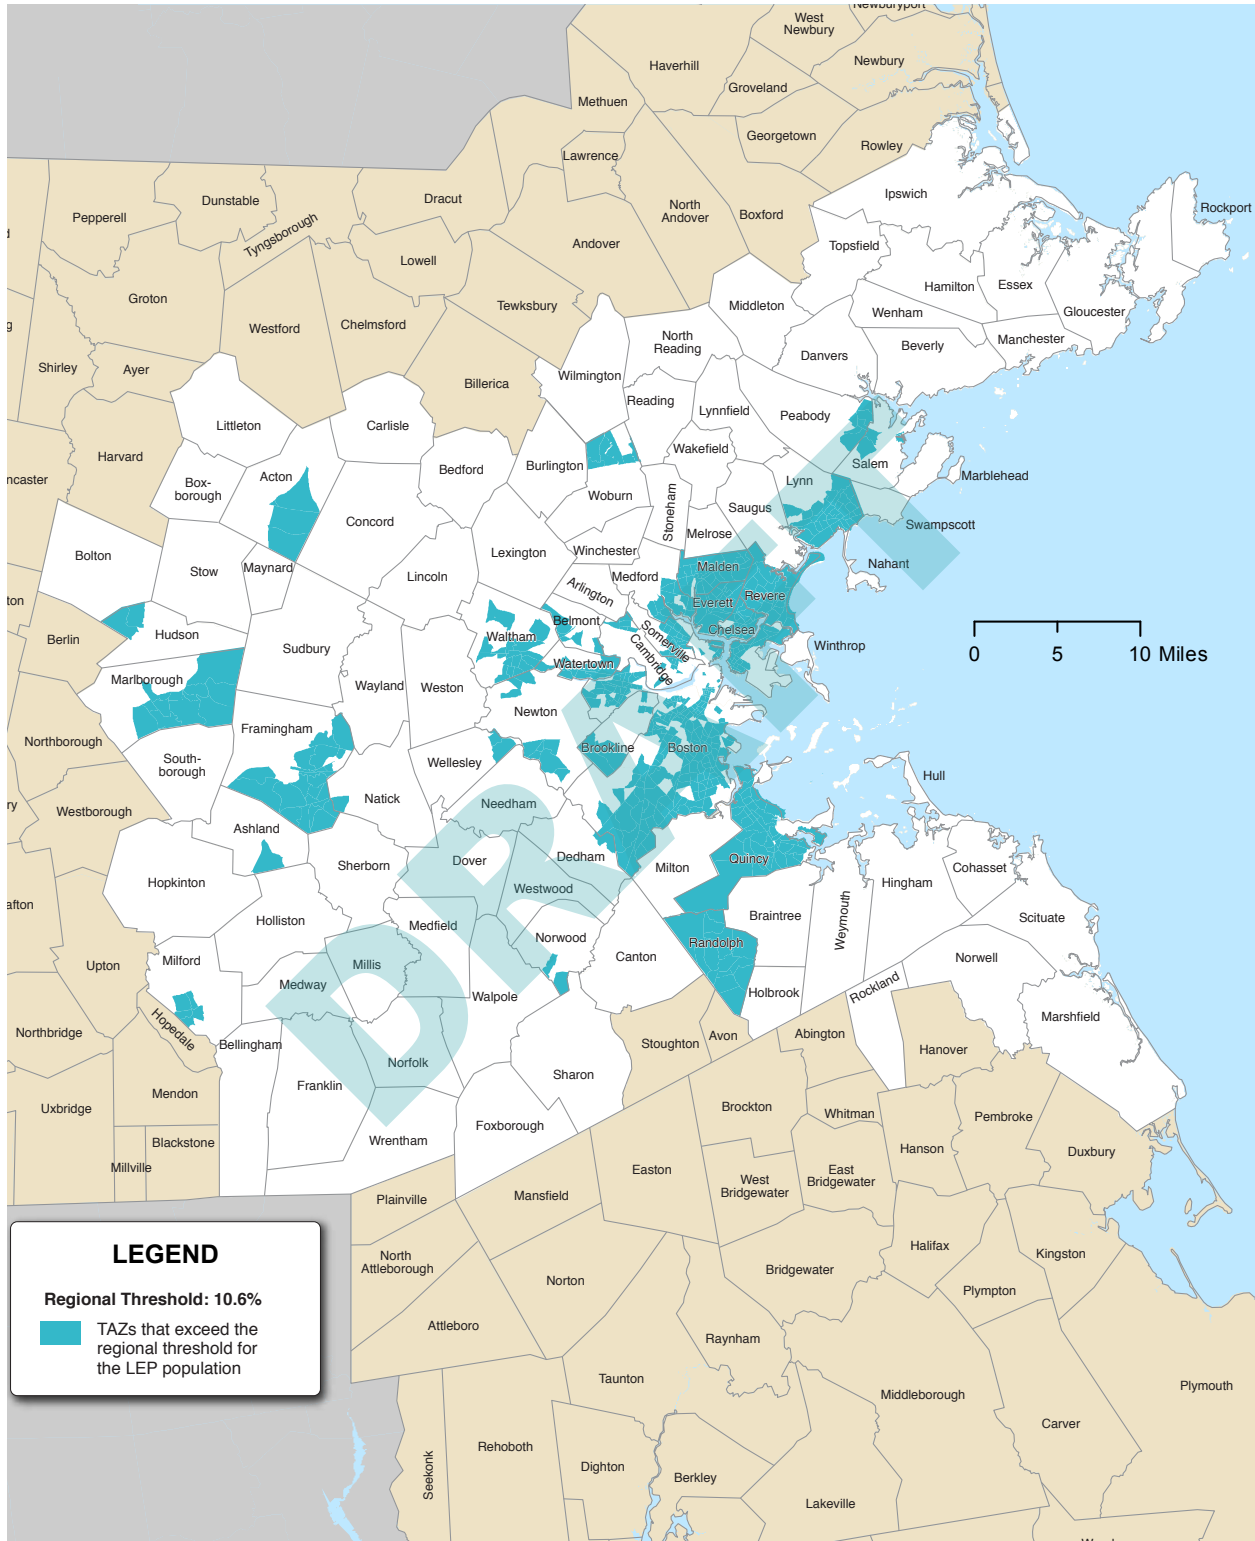 Newburyport
West
Newbury
Newbury
Haverhill
Groveland
Methuen
Georgetown
Rowley
Lawrence
Ipswich
North
Andover
Boxford
Rockport
Dracut
Dunstable
Pepperell
Tyngsborough
Andover
Topsfield
Lowell
Hamilton
Essex
Groton
Tewksbury
Middleton
Wenham
Gloucester
Westford
Chelmsford
North
Reading
Manchester
Beverly
Danvers
Shirley
Ayer
Billerica
Wilmington
Reading
Lynnfield
Peabody
Littleton
Carlisle
Harvard
Wakefield
Burlington
Bedford
Salem
Marblehead
ncaster
Box-
borough
Acton
Woburn
Lynn
Stoneham
Saugus
Concord
Swampscott
Melrose
Bolton
Lexington
Winchester
Nahant
Stow
Maynard
Lincoln
Medford
Malden
Arlington
Revere
Everett
ton
Berlin
Hudson
Belmont
Waltham
Chelsea
Somerville
Winthrop
Sudbury
Cambridge
Watertown
0 5 10 Miles
Marlborough
Wayland
Weston
Newton
Framingham
Northborough
Brookline
Boston
South-
borough
Wellesley
Hull
Natick
Needham
ry
Westborough
Ashland
Sherborn
Dover
Dedham
Milton
Quincy
Hopkinton
Westwood
Hingham
Cohasset
afton
Holliston
Medfield
Braintree
Weymouth
Scituate
Norwood
Randolph
Canton
Upton
Milford
Millis
Norwell
Medway
Walpole
Holbrook
Rockland
Marshfield
Northbridge
Hopedale
Bellingham
Stoughton
Avon
Abington
Hanover
Norfolk
Sharon
Franklin
Mendon
Uxbridge
Brockton
Whitman
Pembroke
Foxborough
Wrentham
Blackstone
Hanson
Duxbury
Millville
Easton
West
Bridgewater
East
Bridgewater
Plainville
Mansfield
LEGEND
Regional Threshold: 10.6%
TAZs that exceed the
regional threshold for
the LEP population
North
Attleborough
Halifax
Kingston
Norton
Bridgewater
Plympton
Attleboro
Raynham
Taunton
Middleborough
Plymouth
Carver
Rehoboth
Seekonk
Dighton
Berkley
Lakeville
DRAFT